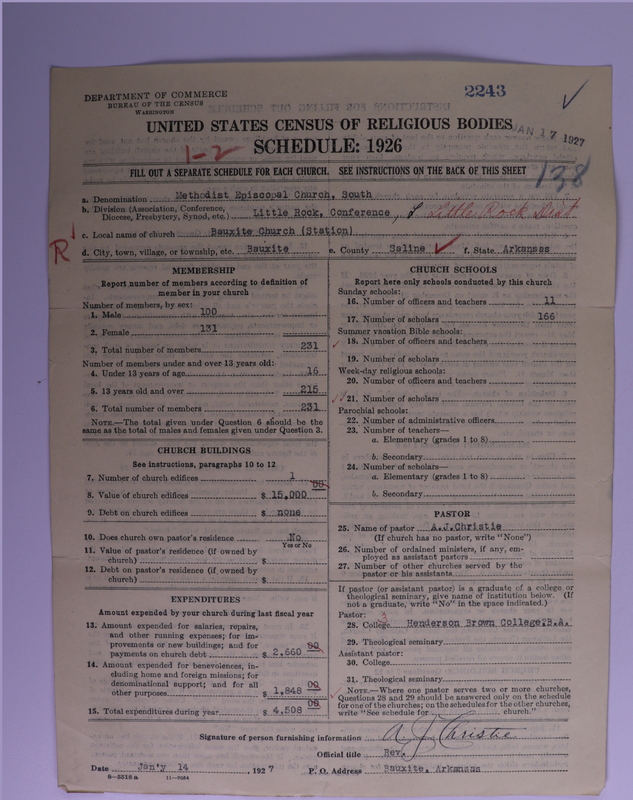 2243
DEPARTMENT OF COMMERCE
BUREAU OF THE CENSUS
WASHINGTON
UNITED STATES CENSUS OF RELIGIOUS BODIES
JAN 17 1927
SCHEDULE: 1926
1-2
138
FILL OUT A SEPARATE SCHEDULE FOR EACH CHURCH. SEE INSTRUCTIONS ON THE BACK OF THIS SHEET
a. Denomination Methodist Episcopal Church, South
b. Division (Association, Conference, Diocese, Presbytery, Synod, etc.) Little Rock, Conference, Little Rock Dist
c. Local name of church Bauxite Church (Station)
R
d. City, town, village, or township, etc. Bauxite e. County Saline f. State Arkansas
MEMBERSHIP
Report number of members according to definition of
member in your church
Number of members, by sex:
1. Male 100
2. Female 131
3. Total number of members 231
Number of members under and over 13 years old:
4. Under 13 years of age 16
5. 13 years old and over 215
6. Total number of members 231
NOTE.—The total given under Question 6 should be the
same as the total of males and females given under Question 3.
CHURCH BUILDINGS
See instructions, paragraphs 10 to 12
7. Number of church edifices 1
8. Value of church edifices $ 15,000 00
9. Debt on church edifices $ none
10. Does church own pastor's residence No
Yes or No
11. Value of pastor's residence (if owned by
church) $
12. Debt on pastor's residence (if owned by
church) $
EXPENDITURES
Amount expended by your church during last fiscal year
13. Amount expended for salaries, repairs,
and other running expenses; for im-
provements or new buildings; and for
payments on church debt $ 2,660 00
14. Amount expended for benevolences, in-
cluding home and foreign missions; for
denominational support; and for all
other purposes $ 1,848 00
15. Total expenditures during year $ 4,508 00
CHURCH SCHOOLS
Report here only schools conducted by this church
Sunday schools:
16. Number of officers and teachers 11
17. Number of scholars 166
Summer vacation Bible schools:
18. Number of officers and teachers
19. Number of scholars
Week-day religious schools:
20. Number of officers and teachers
21. Number of scholars
Parochial schools:
22. Number of administrative officers
23. Number of teachers—
a. Elementary (grades 1 to 8)
b. Secondary
24. Number of scholars—
a. Elementary (grades 1 to 8)
b. Secondary
PASTOR
25. Name of pastor A.J.Christie
(If church has no pastor, write "None")
26. Number of ordained ministers, if any, em-
ployed as assistant pastors
27. Number of other churches served by the
pastor or his assistants
If pastor (or assistant pastor) is a graduate of a college or
theological seminary, give name of institution below. (If
not a graduate, write "No" in the space indicated.)
Pastor: 3
28. College Henderson Brown College,B.A.
29. Theological seminary
Assistant pastor:
30. College
31. Theological seminary
NOTE.—Where one pastor serves two or more churches,
Questions 28 and 29 should be answered only on the schedule
for one of the churches; on the schedules for the other churches,
write "See schedule for church."
Signature of person furnishing information A J Christie
Official title Rev.
Date Jan'y 14, 1927 P. O. Address Bauxite, Arkansas
8-5518a 11-9084